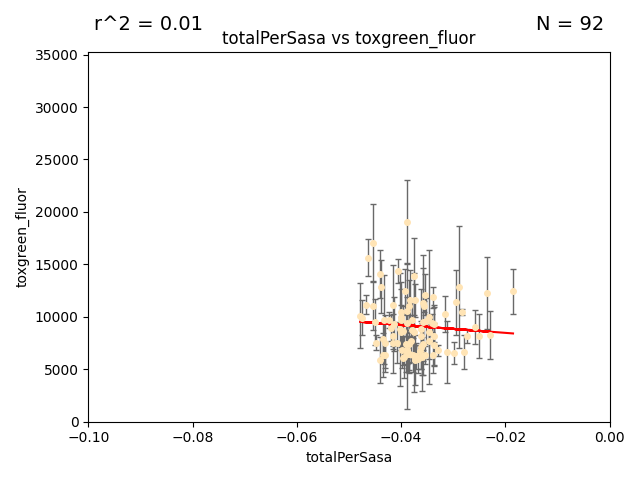 r^2 = 0.01
N = 92
totalPerSasa vs toxgreen_fluor
35000
30000
25000
20000
15000
10000
5000
0
toxgreen_fluor
−0.10
−0.08
−0.06
−0.04
−0.02
0.00
totalPerSasa